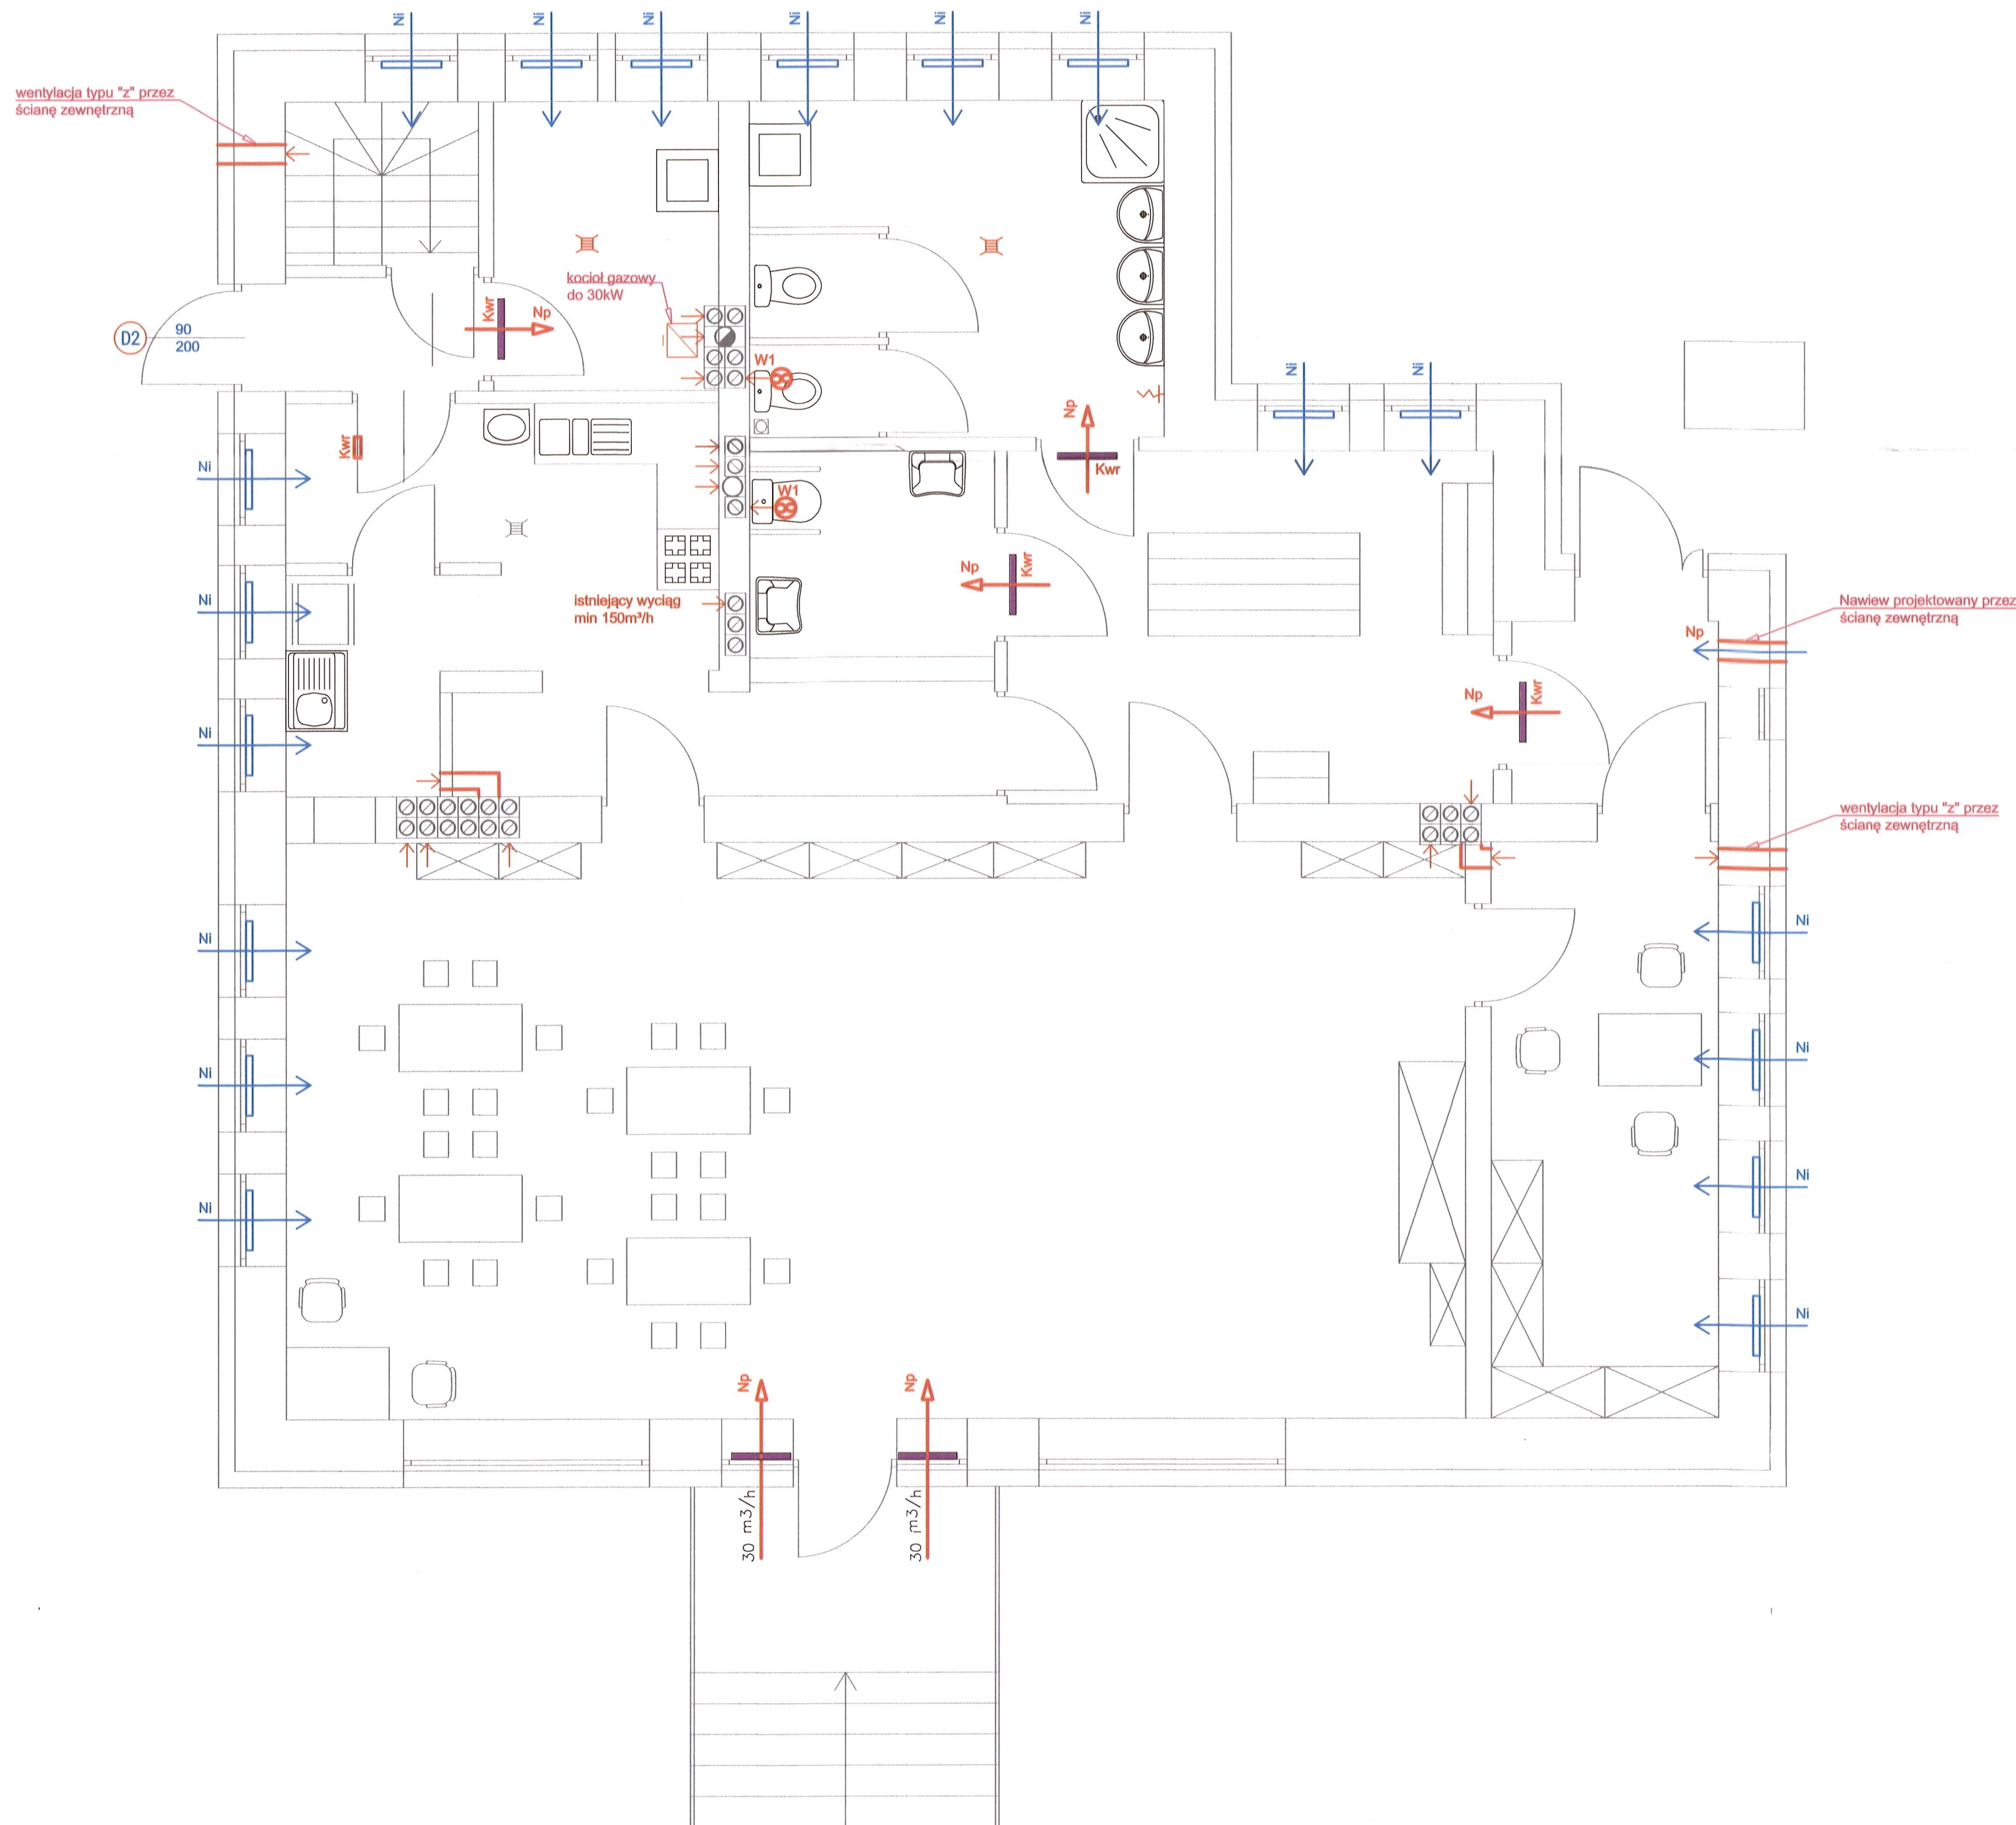 Ni
Ni
Ni
Ni
Ni
Ni
wentylacja typu "z" przez
ścianę zewnętrzną
kocioł gazowy
do 30kW
Kwr
Np
D2
90
200
W1
Ni
Ni
Np
Kwr
Kwr
Ni
W1
Np
Kwr
istniejący wyciąg
min 150m³/h
Ni
Nawiew projektowany przez
ścianę zewnętrzną
Np
Np
Kwr
Ni
wentylacja typu "z" przez
ścianę zewnętrzną
Ni
Ni
Ni
Ni
Ni
Ni
Ni
Np
Np
30 m3/h
30 m3/h